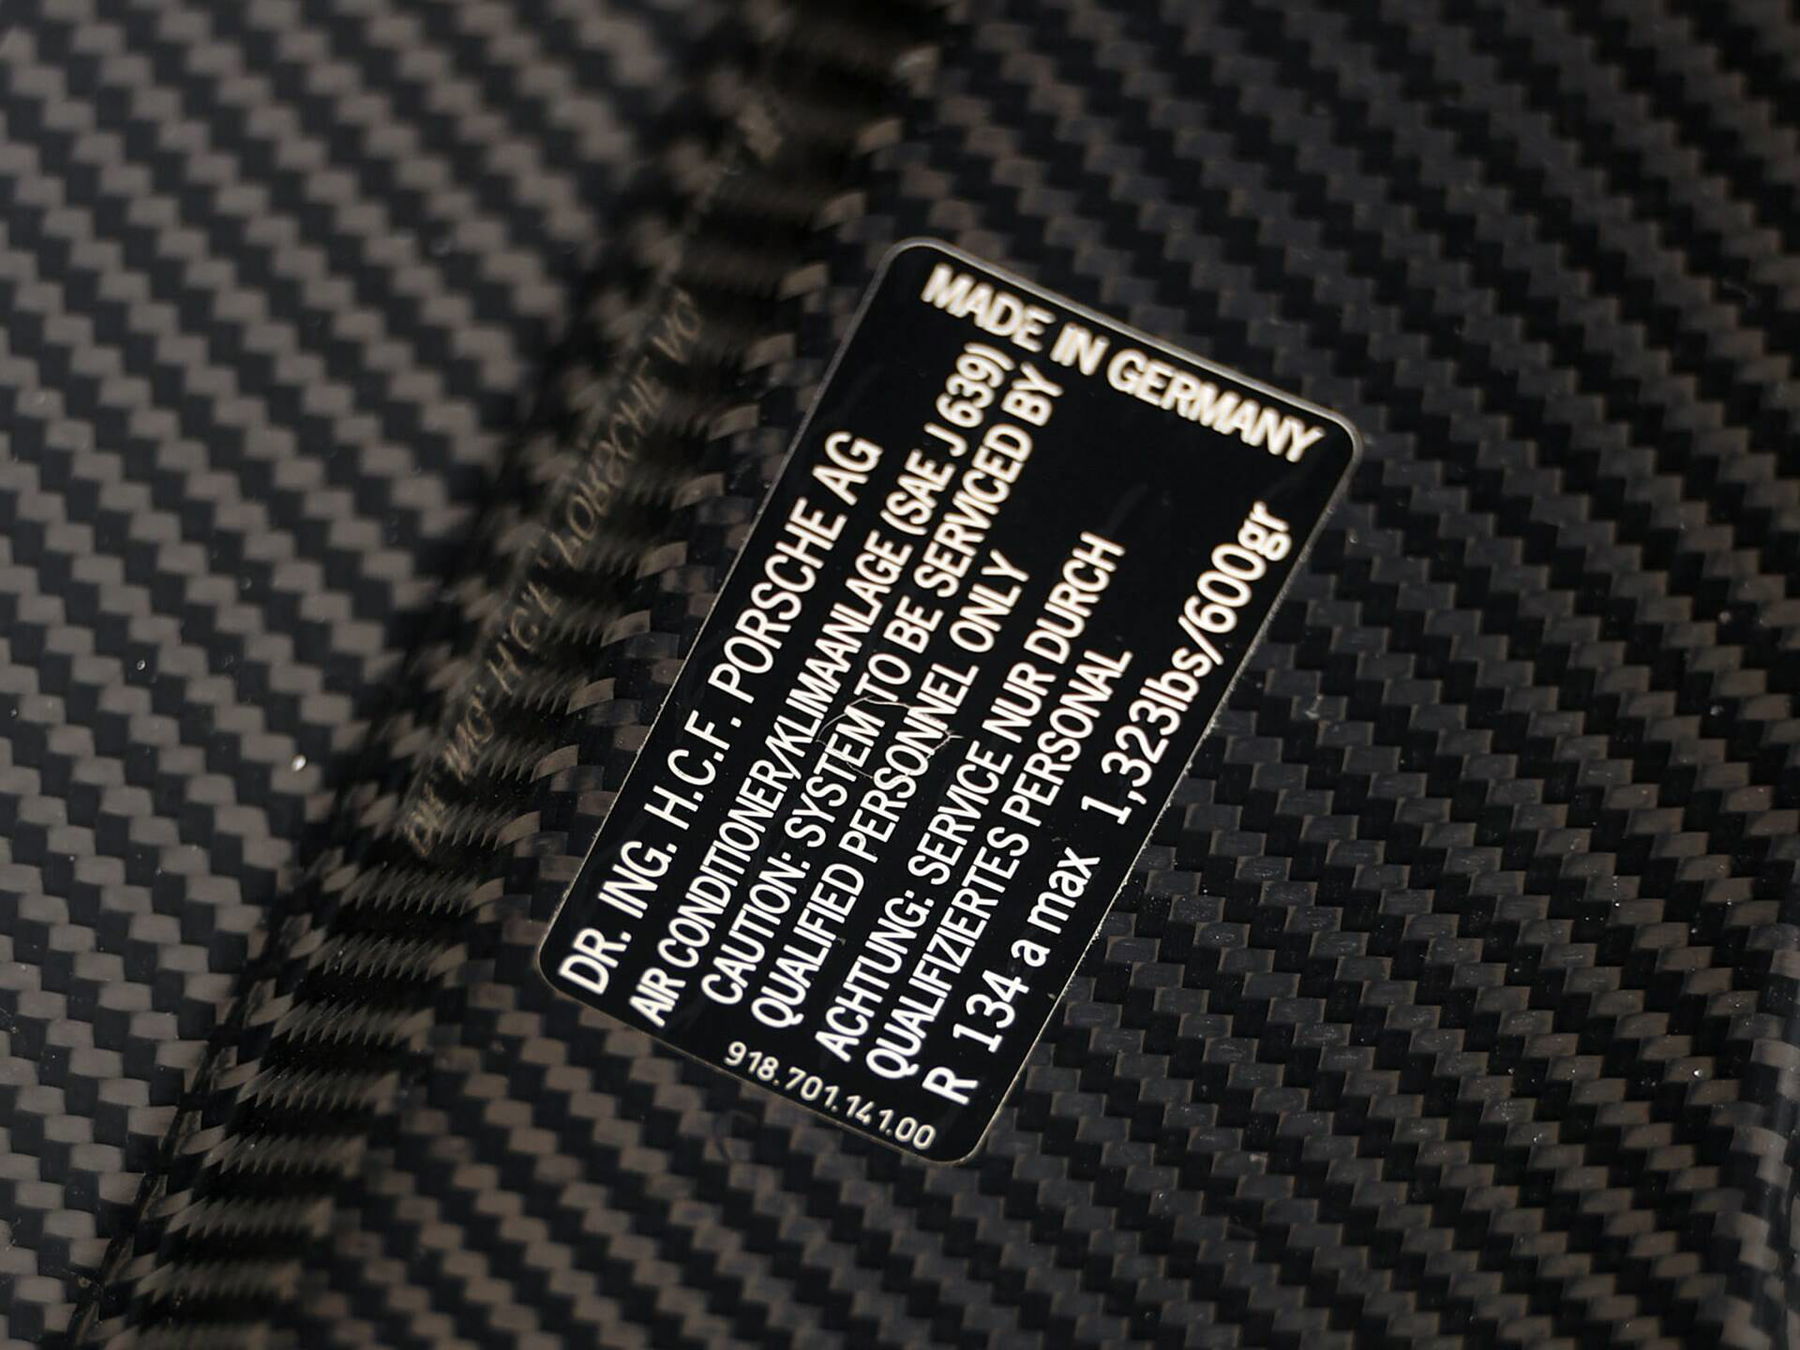 MADE IN GERMANY
DR. ING. H.C.F. PORSCHE AG
AIR CONDITIONER/KLIMAANLAGE (SAE J 639)
CAUTION: SYSTEM TO BE SERVICED BY
QUALIFIED PERSONNEL ONLY
ACHTUNG: SERVICE NUR DURCH
QUALIFIZIERTES PERSONAL
R 134 a max 1,323lbs/600gr
918.701.141.00